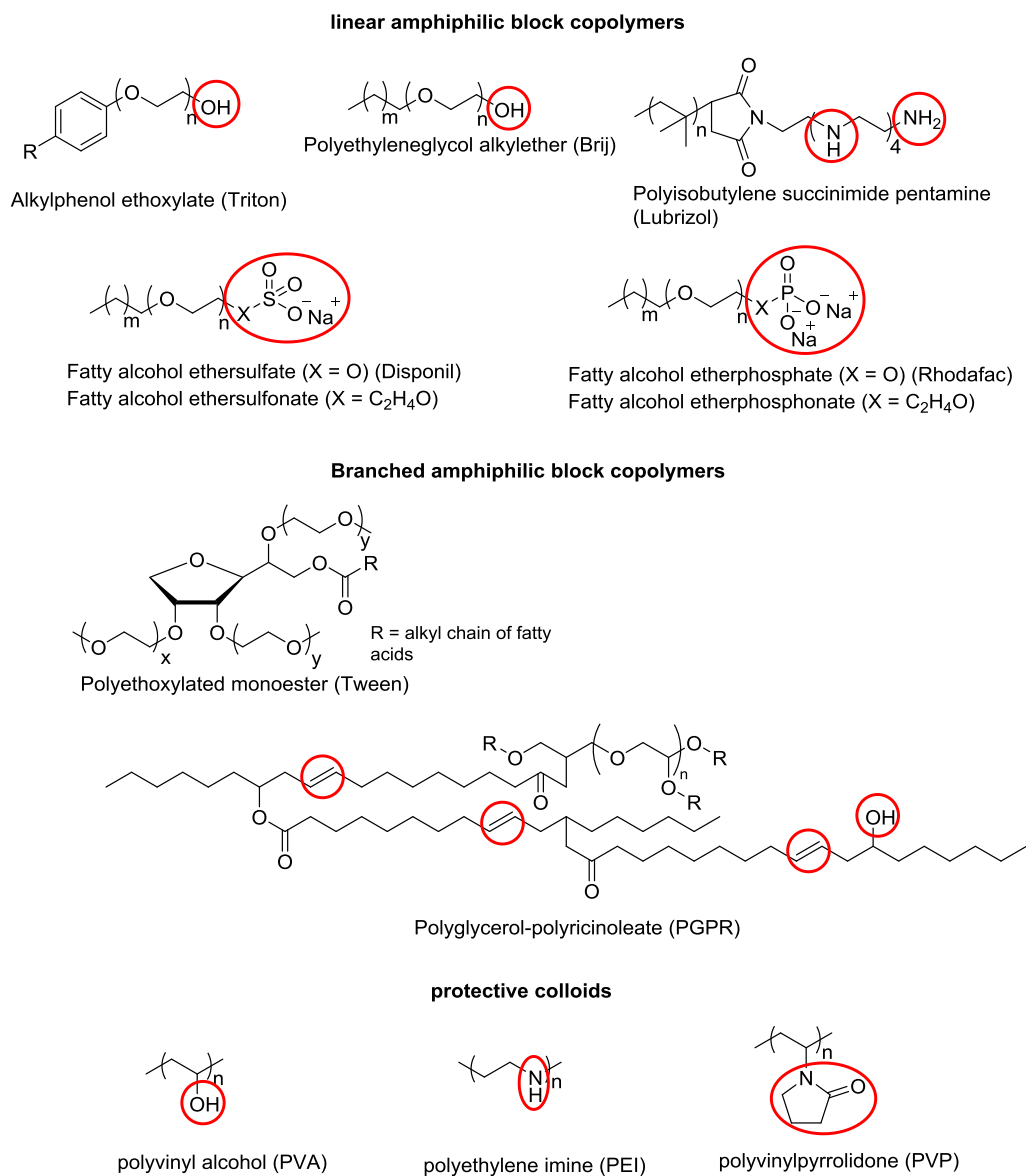 linear amphiphilic block copolymers
O
n
OH
R
Alkylphenol ethoxylate (Triton)
m
O
n
OH
Polyethyleneglycol alkylether (Brij)
O
n
N
O
N
H
4
NH2
Polyisobutylene succinimide pentamine
(Lubrizol)
m
O
n
X
O
S
O
O−
Na+
Fatty alcohol ethersulfate (X = O) (Disponil)
Fatty alcohol ethersulfonate (X = C2H4O)
m
O
n
X
O
P
O−
Na+
O−
Na+
Fatty alcohol etherphosphate (X = O) (Rhodafac)
Fatty alcohol etherphosphonate (X = C2H4O)
Branched amphiphilic block copolymers
O
O
y
O
O
R
O
O
x
O
O
O
y
R = alkyl chain of fatty
acids
Polyethoxylated monoester (Tween)
R
O
O
n
O
R
O
R
O
O
O
O
OH
Polyglycerol-polyricinoleate (PGPR)
protective colloids
n
OH
polyvinyl alcohol (PVA)
N
H
n
polyethylene imine (PEI)
n
N
O
polyvinylpyrrolidone (PVP)